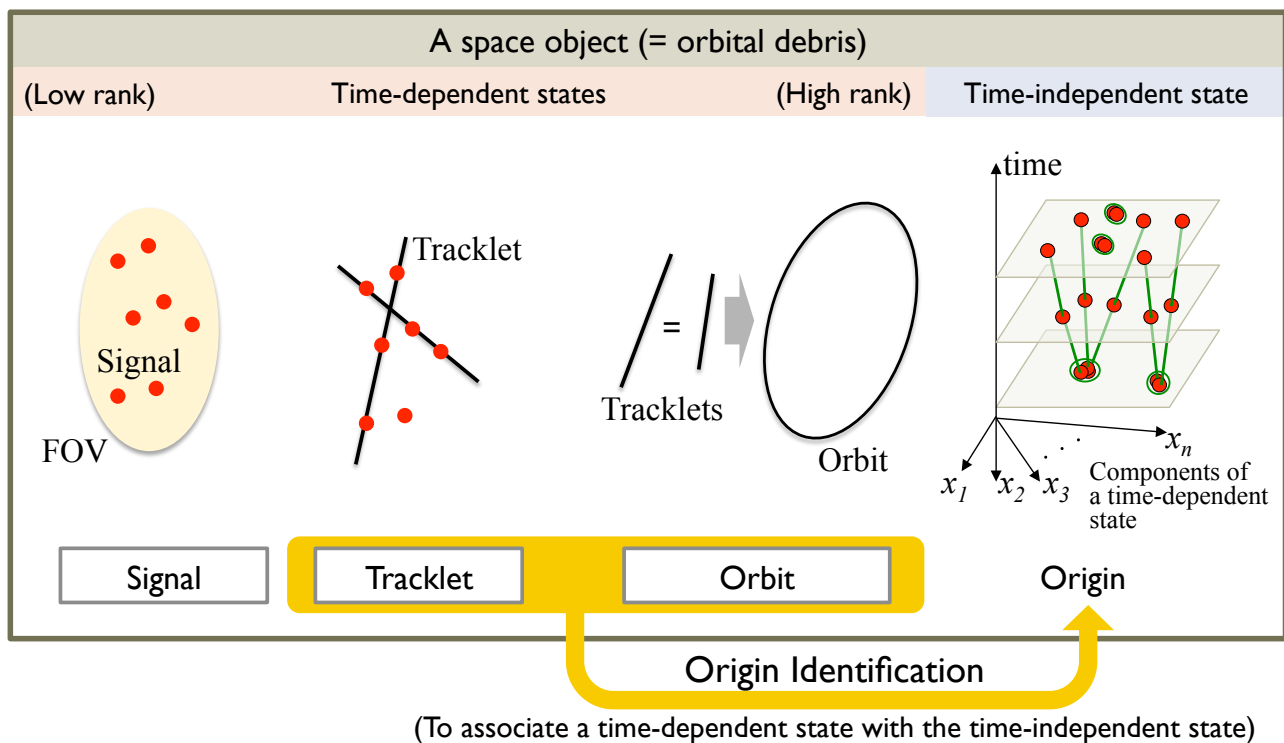 A space object (= orbital debris)
(Low rank) Time-dependent states (High rank) Time-independent state
time
Tracklet
Signal
=
Tracklets
FOV
Orbit
x1 x2 x3 . . . xn
Components of
a time-dependent
state
Signal Tracklet Orbit Origin
Origin Identification
(To associate a time-dependent state with the time-independent state)